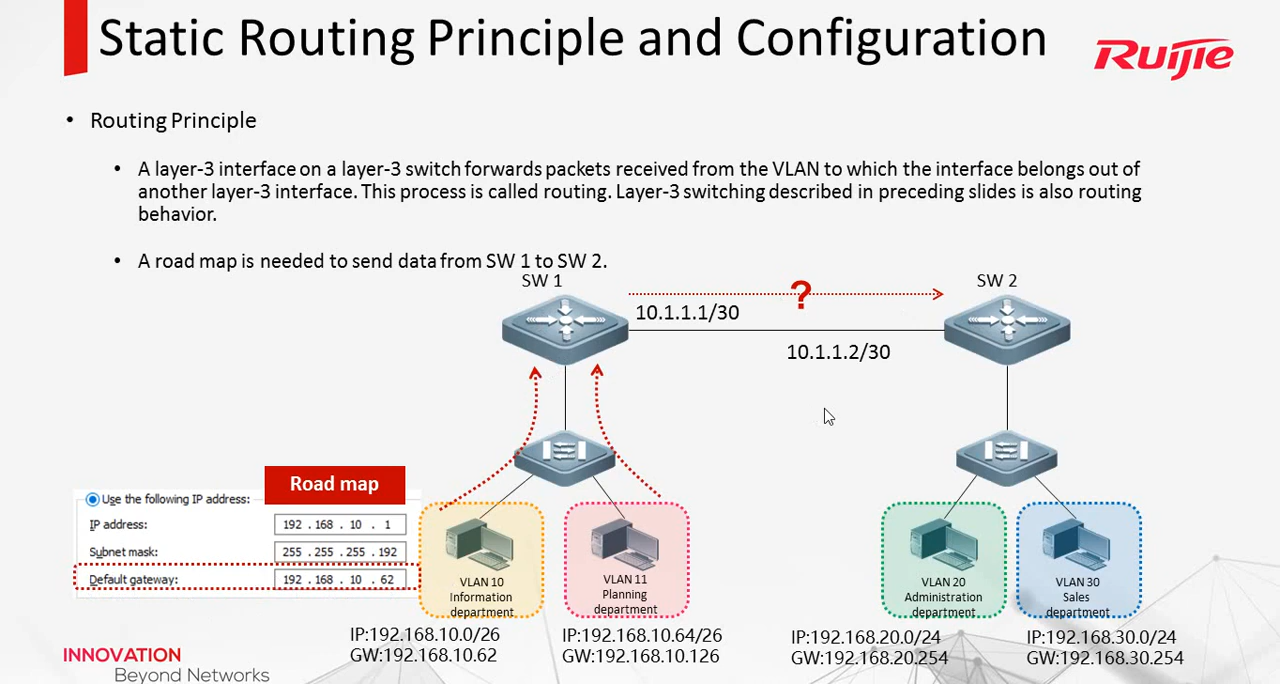 Static Routing Principle and Configuration
Ruijie
• Routing Principle
• A layer-3 interface on a layer-3 switch forwards packets received from the VLAN to which the interface belongs out of
another layer-3 interface. This process is called routing. Layer-3 switching described in preceding slides is also routing
behavior.
• A road map is needed to send data from SW 1 to SW 2.
SW 1
SW 2
?
10.1.1.1/30
10.1.1.2/30
Road map
Use the following IP address:
IP address:
192 . 168 . 10 . 1
Subnet mask:
255 . 255 . 255 . 192
Default gateway:
192 . 168 . 10 . 62
VLAN 10
Information
department
VLAN 11
Planning
department
VLAN 20
Administration
department
VLAN 30
Sales
department
IP:192.168.10.0/26
GW:192.168.10.62
IP:192.168.10.64/26
GW:192.168.10.126
IP:192.168.20.0/24
GW:192.168.20.254
IP:192.168.30.0/24
GW:192.168.30.254
INNOVATION
Beyond Networks